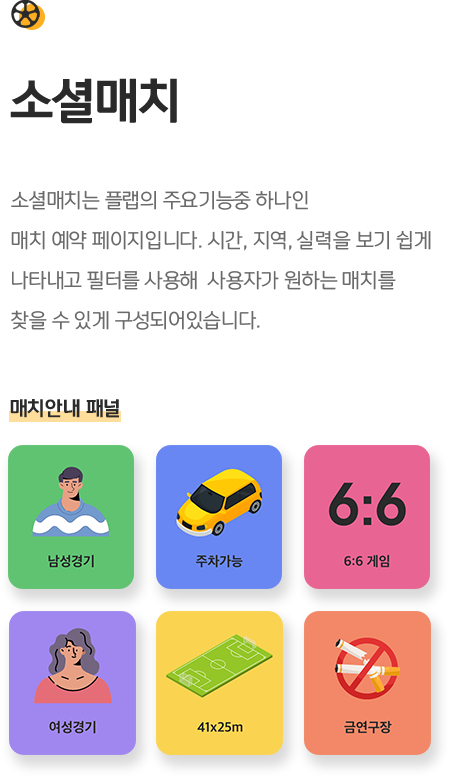 소셜매치
소셜매치는 플랩의 주요기능중 하나인
매치 예약 페이지입니다. 시간, 지역, 실력을 보기 쉽게
나타내고 필터를 사용해 사용자가 원하는 매치를
찾을 수 있게 구성되어있습니다.
매치안내 패널
남성경기
주차가능
6:6
6:6 게임
여성경기
41x25m
금연구장